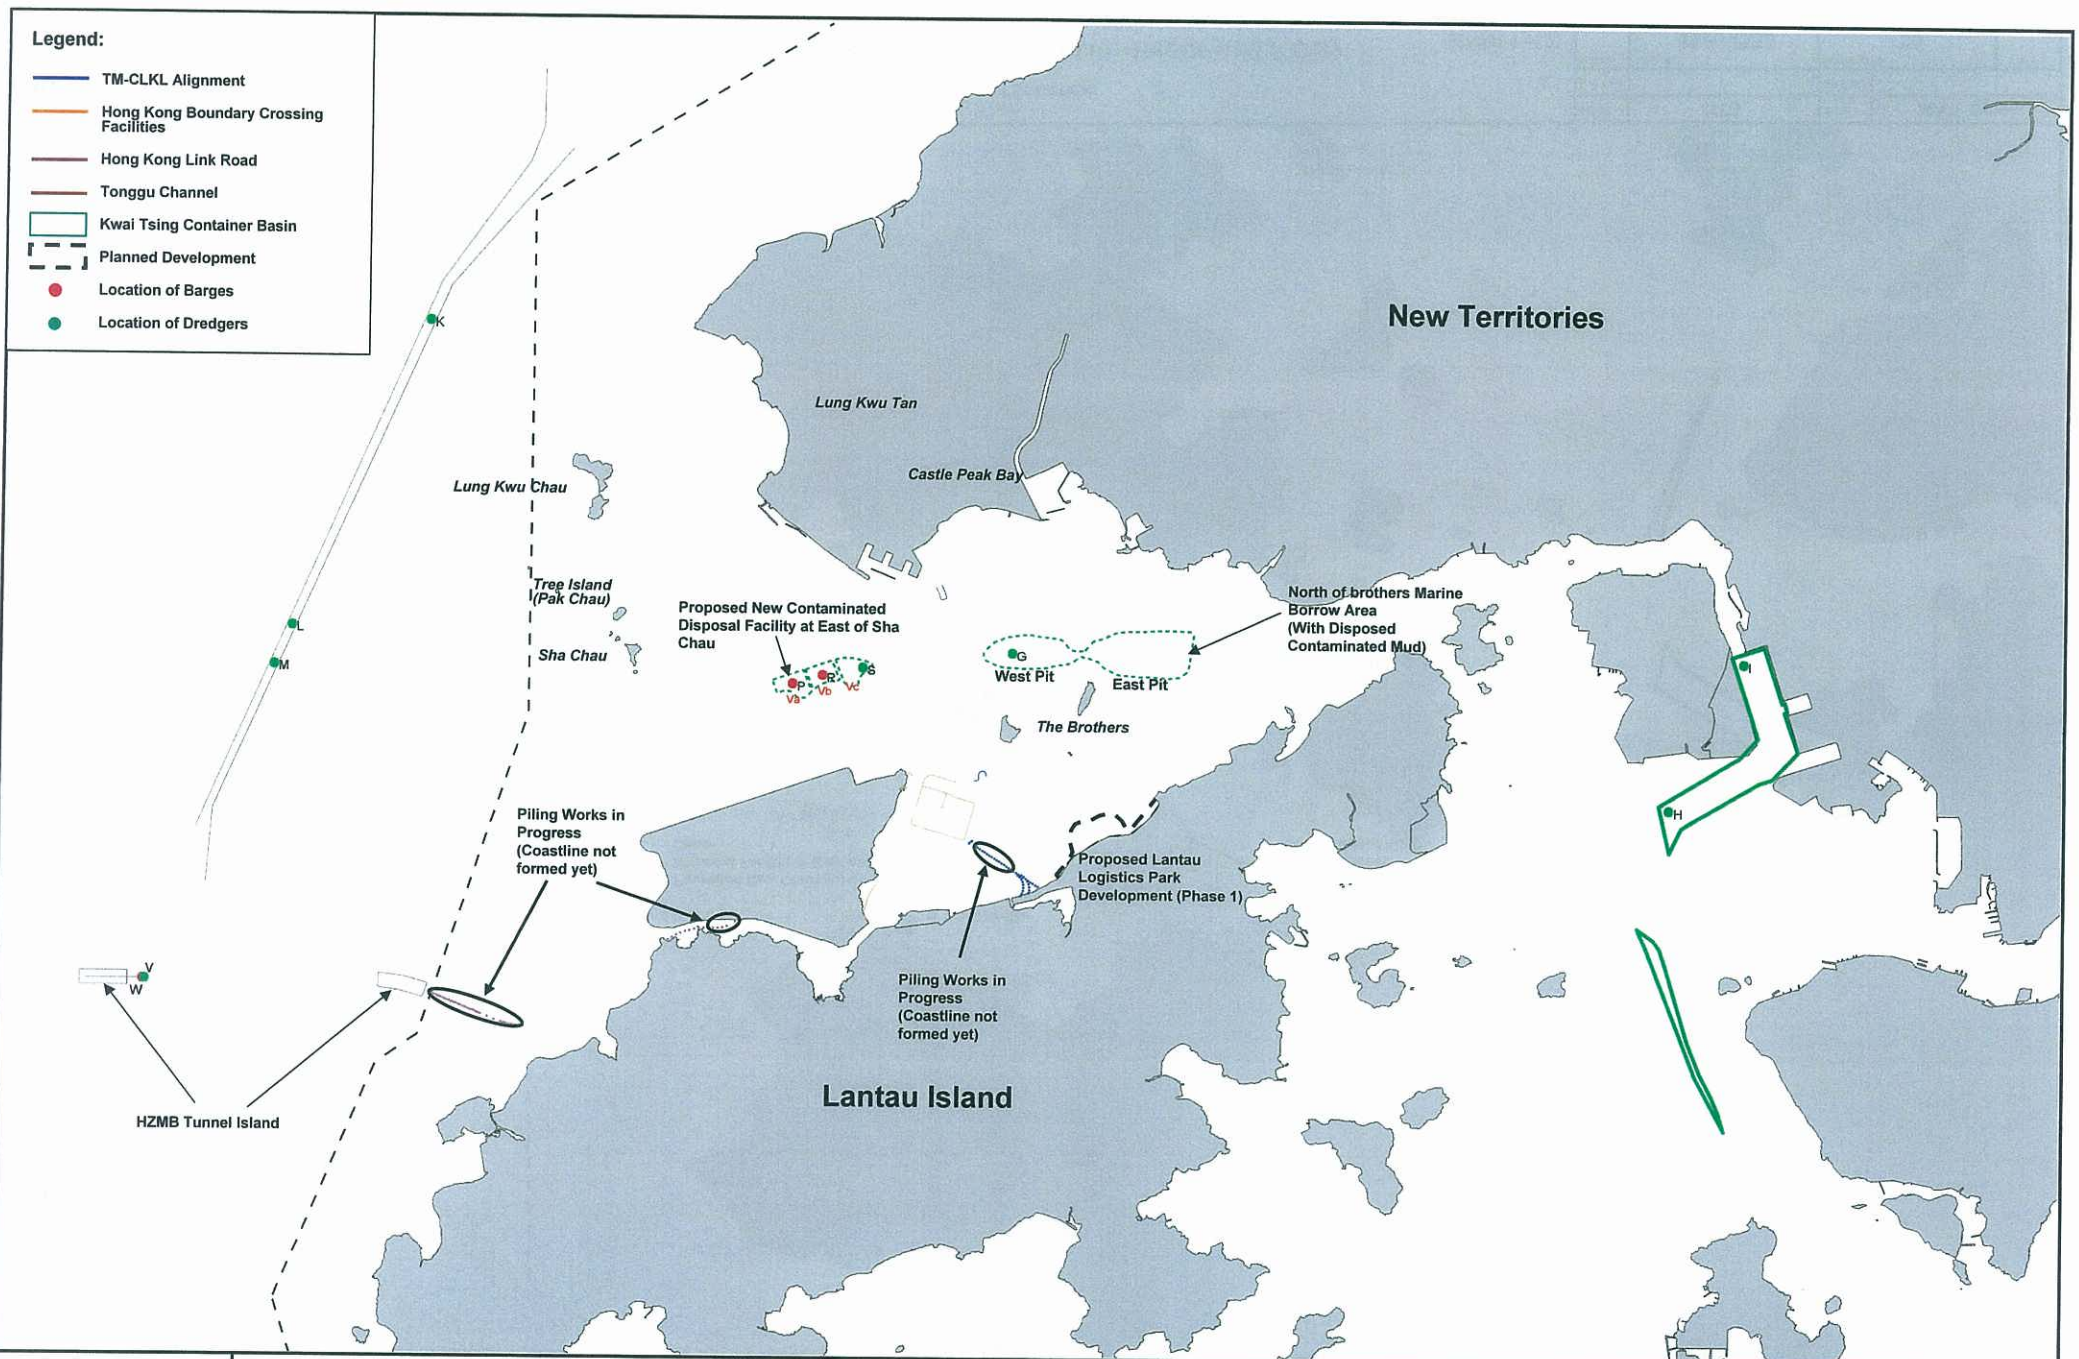 Legend:
TM-CLKL Alignment
Hong Kong Boundary Crossing
Facilities
Hong Kong Link Road
Tonggu Channel
Kwai Tsing Container Basin
Planned Development
Location of Barges
Location of Dredgers
K
New Territories
Lung Kwu Tan
Castle Peak Bay
Lung Kwu Chau
Tree Island
(Pak Chau)
Sha Chau
L
M
Proposed New Contaminated
Disposal Facility at East of Sha
Chau
P
R
S
Va
Vb
Vc
G
West Pit
East Pit
North of brothers Marine
Borrow Area
(With Disposed
Contaminated Mud)
The Brothers
I
H
Piling Works in
Progress
(Coastline not
formed yet)
Proposed Lantau
Logistics Park
Development (Phase 1)
Piling Works in
Progress
(Coastline not
formed yet)
V
W
HZMB Tunnel Island
Lantau Island